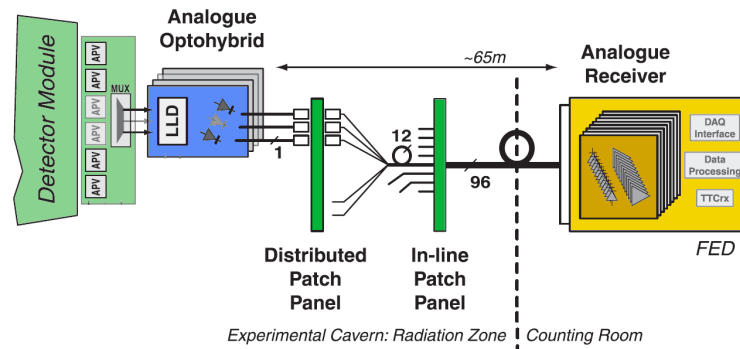 Analogue
Optohybrid
~65m
Analogue
Receiver
Detector Module
APV
APV
APV
APV
APV
APV
MUX
LLD
1
12
96
DAQ
Interface
Data
Processing
TTCrx
FED
Distributed
Patch
Panel
In-line
Patch
Panel
Experimental Cavern: Radiation Zone
Counting Room